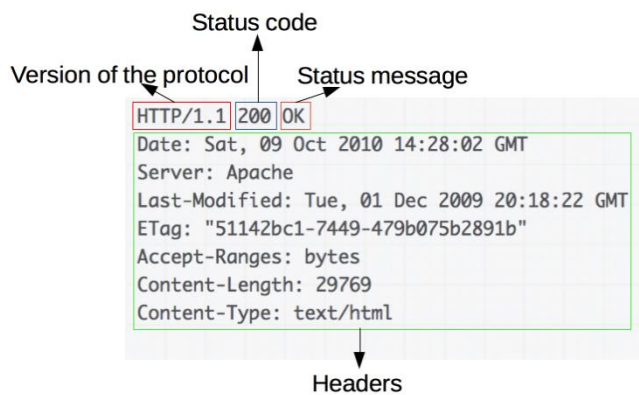 Status code
Version of the protocol Status message
HTTP/1.1 200 OK
Date: Sat, 09 Oct 2010 14:28:02 GMT
Server: Apache
Last-Modified: Tue, 01 Dec 2009 20:18:22 GMT
ETag: "51142bc1-7449-479b075b2891b"
Accept-Ranges: bytes
Content-Length: 29769
Content-Type: text/html
Headers